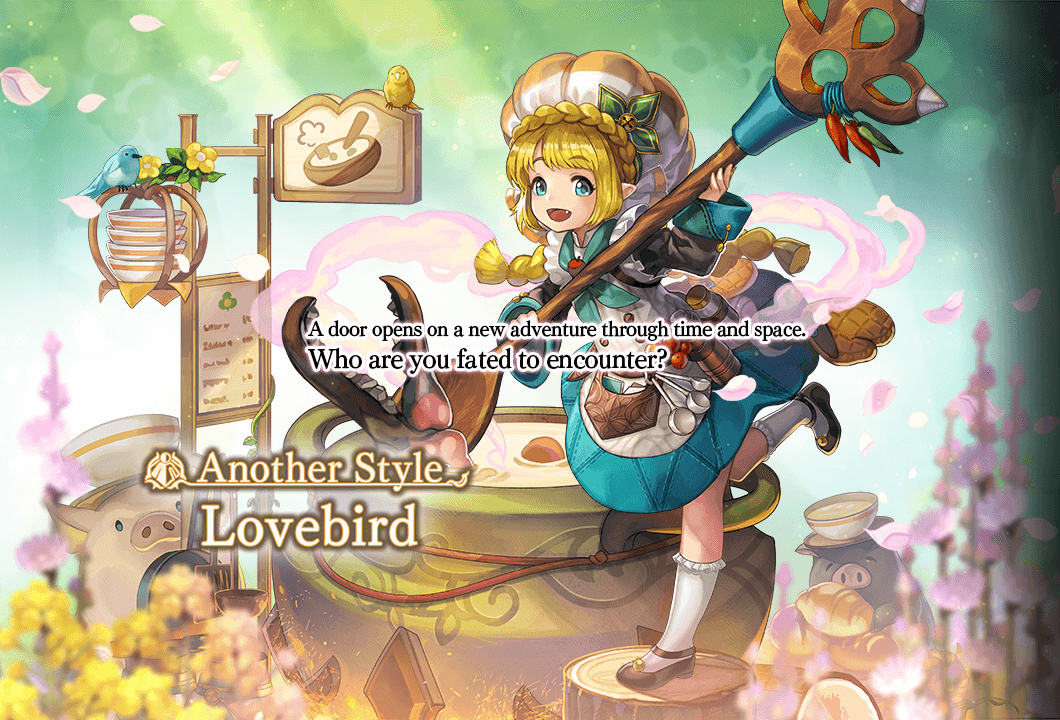 A door opens on a new adventure through time and space.
Who are you fated to encounter?
Another Style
Lovebird